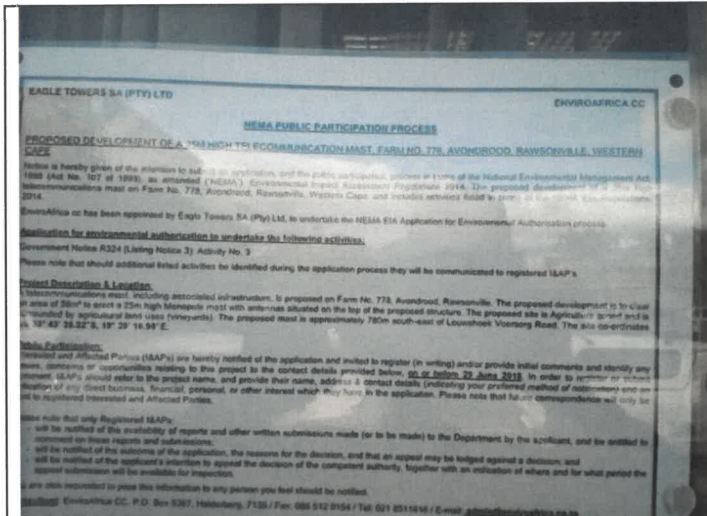 EAGLE TOWERS SA (PTY) LTD
ENVIROAFRICA CC
NEMA PUBLIC PARTICIPATION PROCESS
PROPOSED DEVELOPMENT OF A 25M HIGH TELECOMMUNICATION MAST, FARM NO. 778, AVONDROOD, RAWSONVILLE, WESTERN
CAPE
Notice is hereby given of the intention to submit an application, and the public participation process in terms of the National Environmental Management Act,
1998 (Act No. 107 of 1998), as amended ("NEMA"), Environmental Impact Assessment Regulations 2014. The proposed development of a 25m high
telecommunications mast on Farm No. 778, Avondrood, Rawsonville, Western Cape, and includes activities listed in terms of the NEMA EIA Regulations
2014.
EnviroAfrica cc has been appointed by Eagle Towers SA (Pty) Ltd, to undertake the NEMA EIA Application for Environmental Authorisation process.
Application for environmental authorisation to undertake the following activities:
Government Notice R324 (Listing Notice 3): Activity No. 3
Please note that should additional listed activities be identified during the application process they will be communicated to registered I&AP's
Project Description & Location
telecommunications mast, including associated infrastructure, is proposed on Farm No. 778, Avondrood, Rawsonville. The proposed development is to clear
an area of to erect a 25m high Monopole mast with antennas situated on the top of the proposed structure. The proposed site is Agriculture zoned and is
surrounded by agricultural land uses (vineyards). The proposed mast is approximately 780m south-east of Louwshoek Voorsorg Road. The site co-ordinates
Public Participation:
Interested and Affected Parties (I&APs) are hereby notified of the application and invited to register (in writing) and/or provide initial comments and identify any
issues, concerns or opportunities relating to this project to the contact details provided below, on or before 29 June 2018. In order to register or submit
comment, I&APs should refer to the project name, and provide their name, address & contact details (indicating your preferred method of notification) and an
indication of any direct business, financial, personal, or other interest which they have in the application. Please note that future correspondence will only be
sent to registered Interested and Affected Parties.
Please note that only Registered I&APs:
- will be notified of the availability of reports and other written submissions made (or to be made) to the Department by the applicant, and be entitled to
comment on these reports and submissions;
- will be notified of the outcome of the application, the reasons for the decision, and that an appeal may be lodged against a decision; and
- will be notified of the applicant's intention to appeal the decision of the competent authority, together with an indication of where and for what period the
appeal submission will be available for inspection.
You are also requested to pass this information to any person you feel should be notified.
Consultant: EnviroAfrica CC, P.O. Box 5367, Helderberg, 7135 / Fax: 086 512 0154 / Tel: 021 8511616 / E-mail: